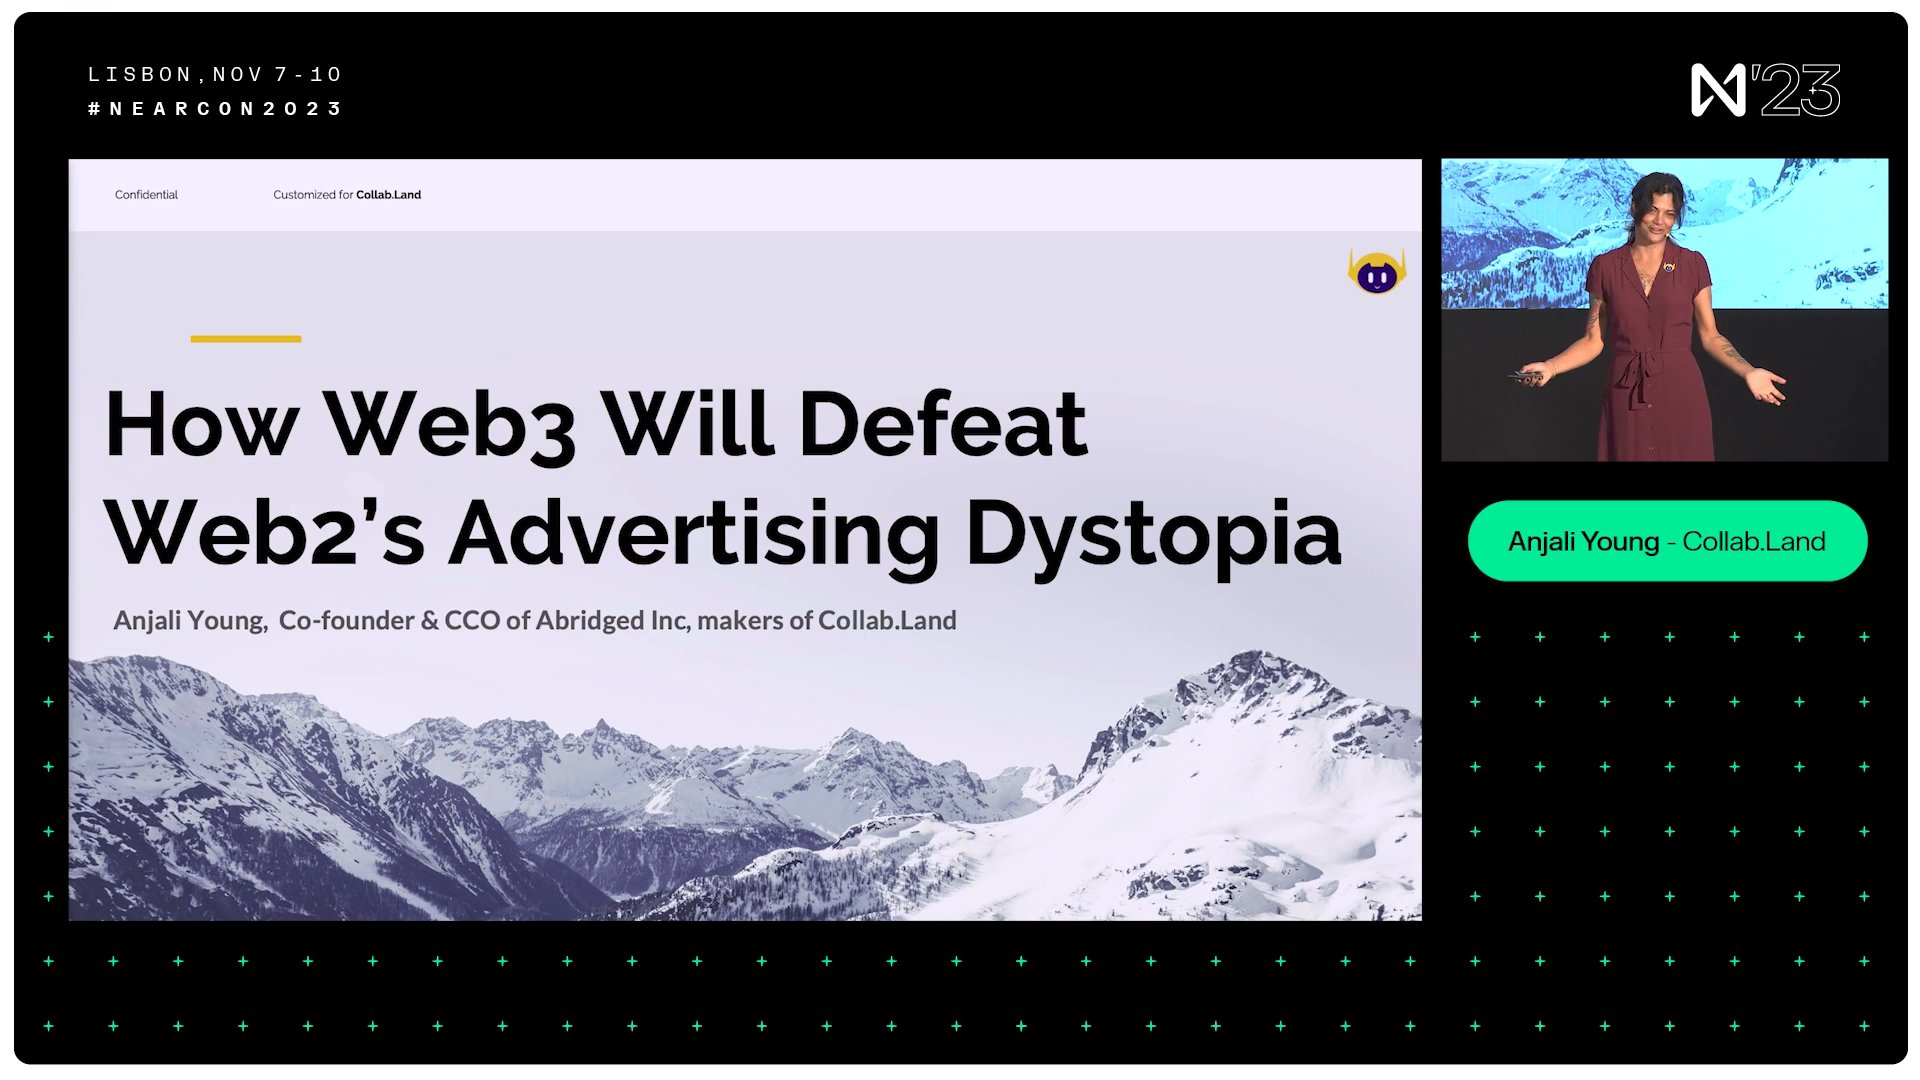 LISBON, NOV 7-10
#NEARCON2023
N'23
Confidential
Customized for Collab.Land
How Web3 Will Defeat
Web2’s Advertising Dystopia
Anjali Young, Co-founder & CCO of Abridged Inc, makers of Collab.Land
Anjali Young - Collab.Land